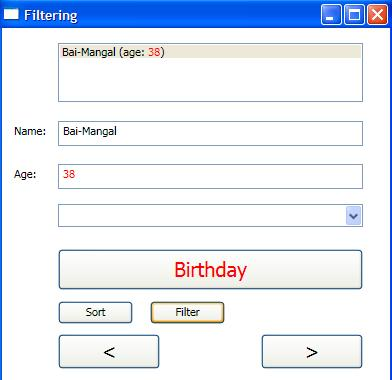 Filtering
Bai-Mangal (age: 38)
Name: Bai-Mangal
Age: 38
Birthday
Sort Filter
< >